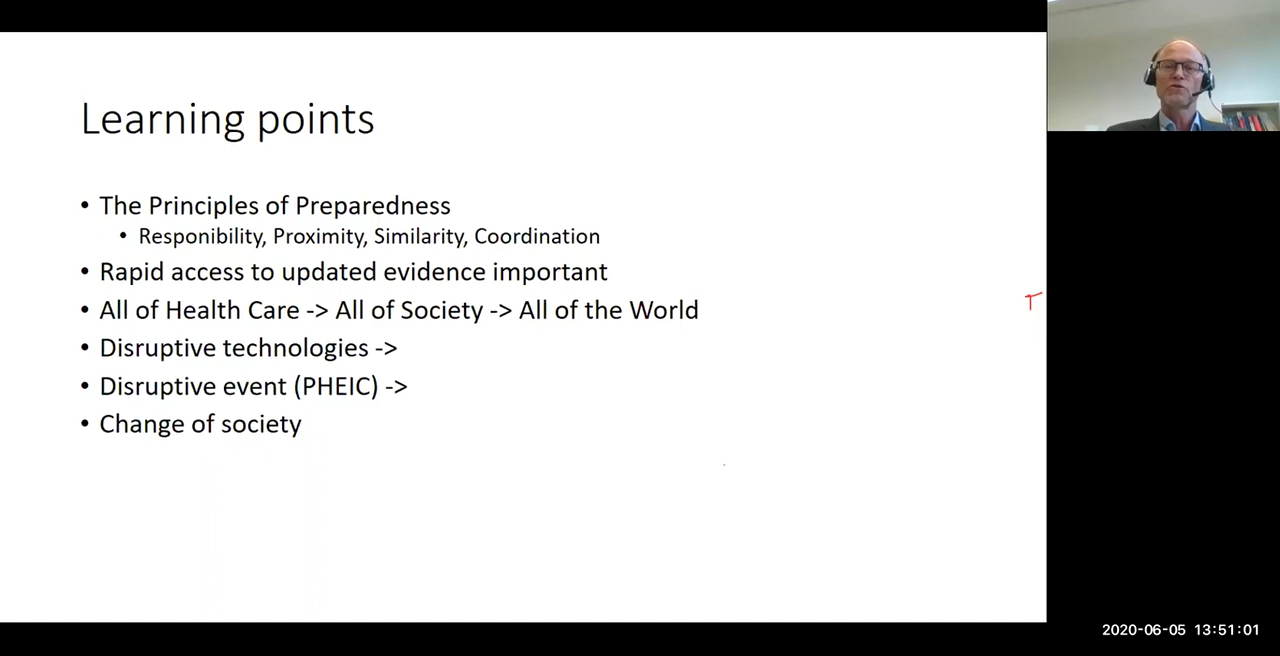 Learning points
• The Principles of Preparedness
• Responibility, Proximity, Similarity, Coordination
• Rapid access to updated evidence important
• All of Health Care -> All of Society -> All of the World
• Disruptive technologies ->
• Disruptive event (PHEIC) ->
• Change of society
2020-06-05 13:51:01